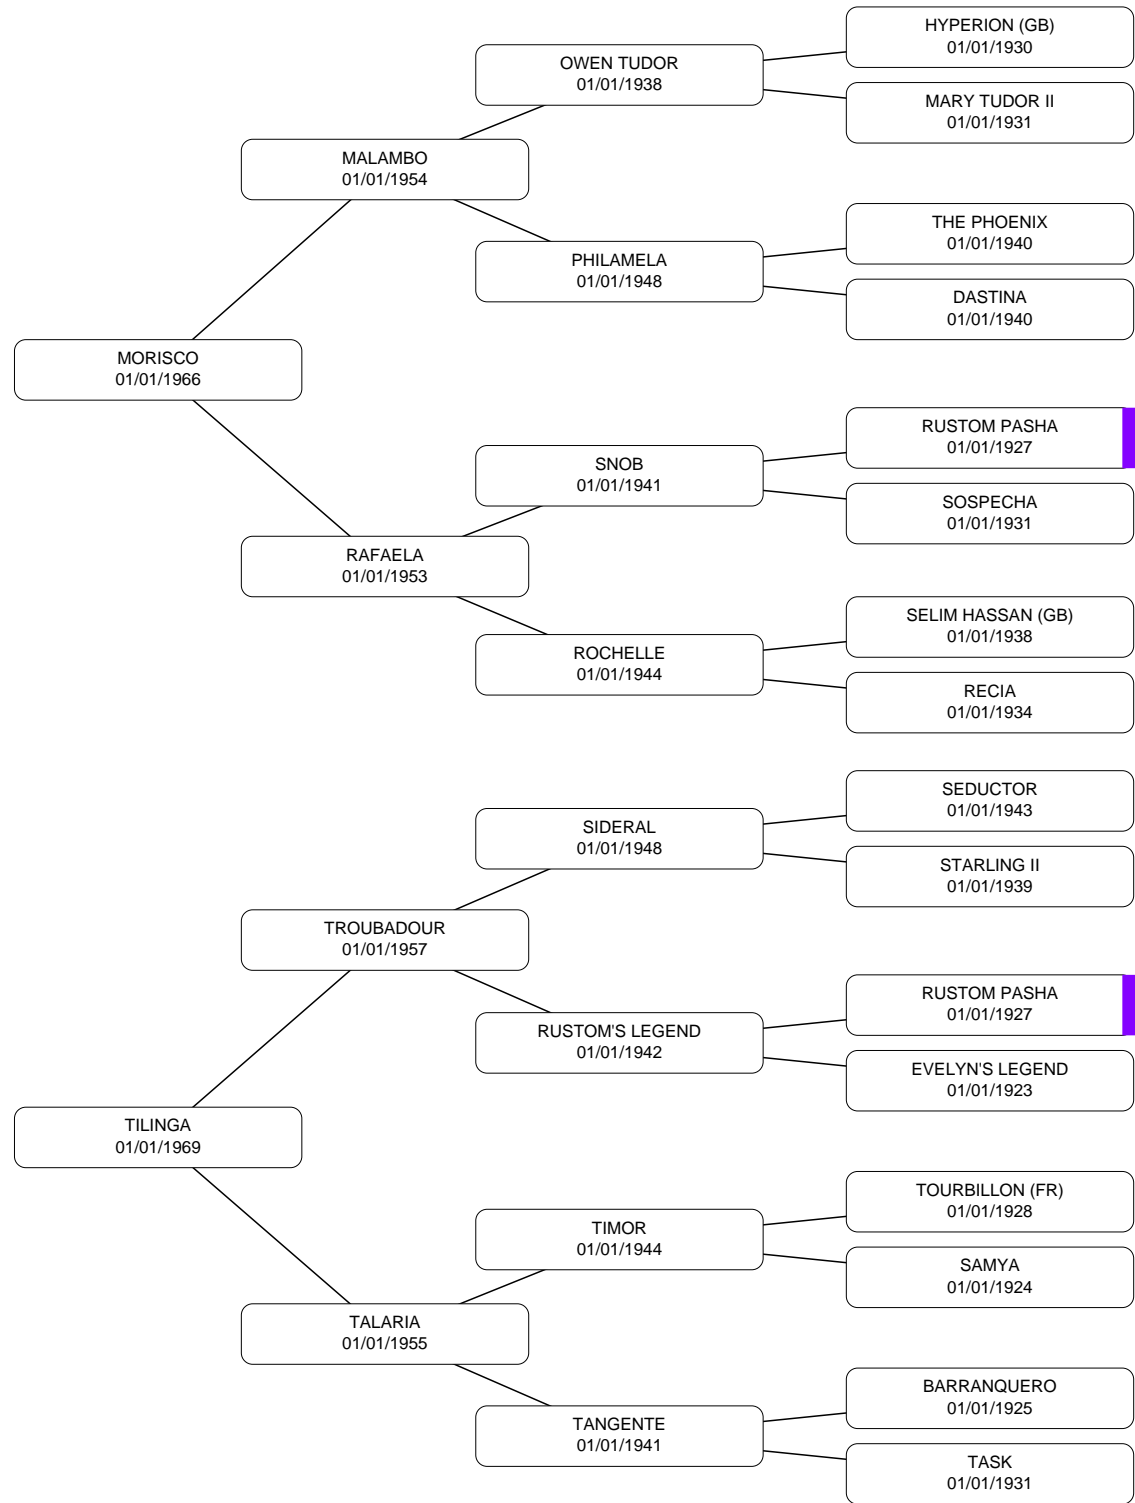 HYPERION (GB)
01/01/1930
OWEN TUDOR
01/01/1938
MARY TUDOR II
01/01/1931
MALAMBO
01/01/1954
THE PHOENIX
01/01/1940
PHILAMELA
01/01/1948
DASTINA
01/01/1940
MORISCO
01/01/1966
RUSTOM PASHA
01/01/1927
SNOB
01/01/1941
SOSPECHA
01/01/1931
RAFAELA
01/01/1953
SELIM HASSAN (GB)
01/01/1938
ROCHELLE
01/01/1944
RECIA
01/01/1934
SEDUCTOR
01/01/1943
SIDERAL
01/01/1948
STARLING II
01/01/1939
TROUBADOUR
01/01/1957
RUSTOM PASHA
01/01/1927
RUSTOM'S LEGEND
01/01/1942
EVELYN'S LEGEND
01/01/1923
TILINGA
01/01/1969
TOURBILLON (FR)
01/01/1928
TIMOR
01/01/1944
SAMYA
01/01/1924
TALARIA
01/01/1955
BARRANQUERO
01/01/1925
TANGENTE
01/01/1941
TASK
01/01/1931